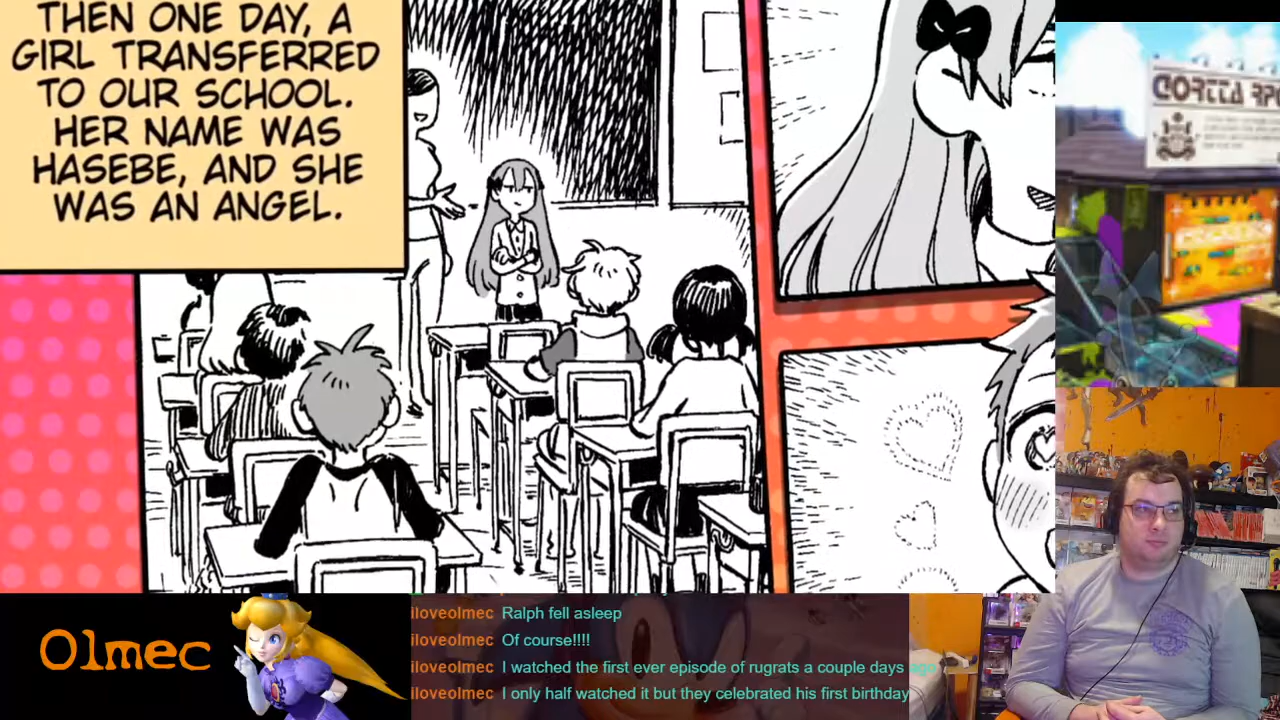 THEN ONE DAY, A
GIRL TRANSFERRED
TO OUR SCHOOL.
HER NAME WAS
HASEBE, AND SHE
WAS AN ANGEL.
Olmec
iloveolmec Ralph fell asleep
iloveolmec Of course!!!!
iloveolmec I watched the first ever episode of rugrats a couple days ago
iloveolmec I only half watched it but they celebrated his first birthday